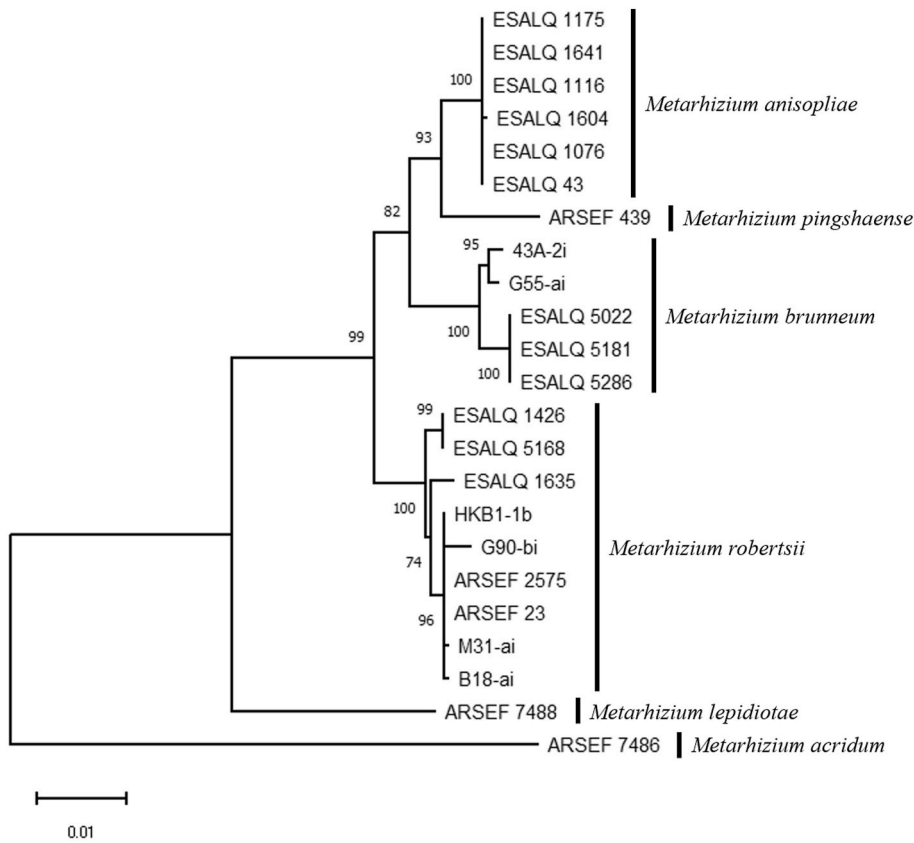 ESALQ 1175
ESALQ 1641
100
ESALQ 1116
Metarhizium anisopliae
ESALQ 1604
93
ESALQ 1076
ESALQ 43
82
ARSEF 439
Metarhizium pingshaense
95
43A-2i
G55-ai
ESALQ 5022
Metarhizium brunneum
100
99
ESALQ 5181
100
ESALQ 5286
99
ESALQ 1426
ESALQ 5168
ESALQ 1635
100
HKB1-1b
G90-bi
Metarhizium robertsii
74
ARSEF 2575
ARSEF 23
96
M31-ai
B18-ai
ARSEF 7488
Metarhizium lepidiotae
ARSEF 7486
Metarhizium acridum
0.01